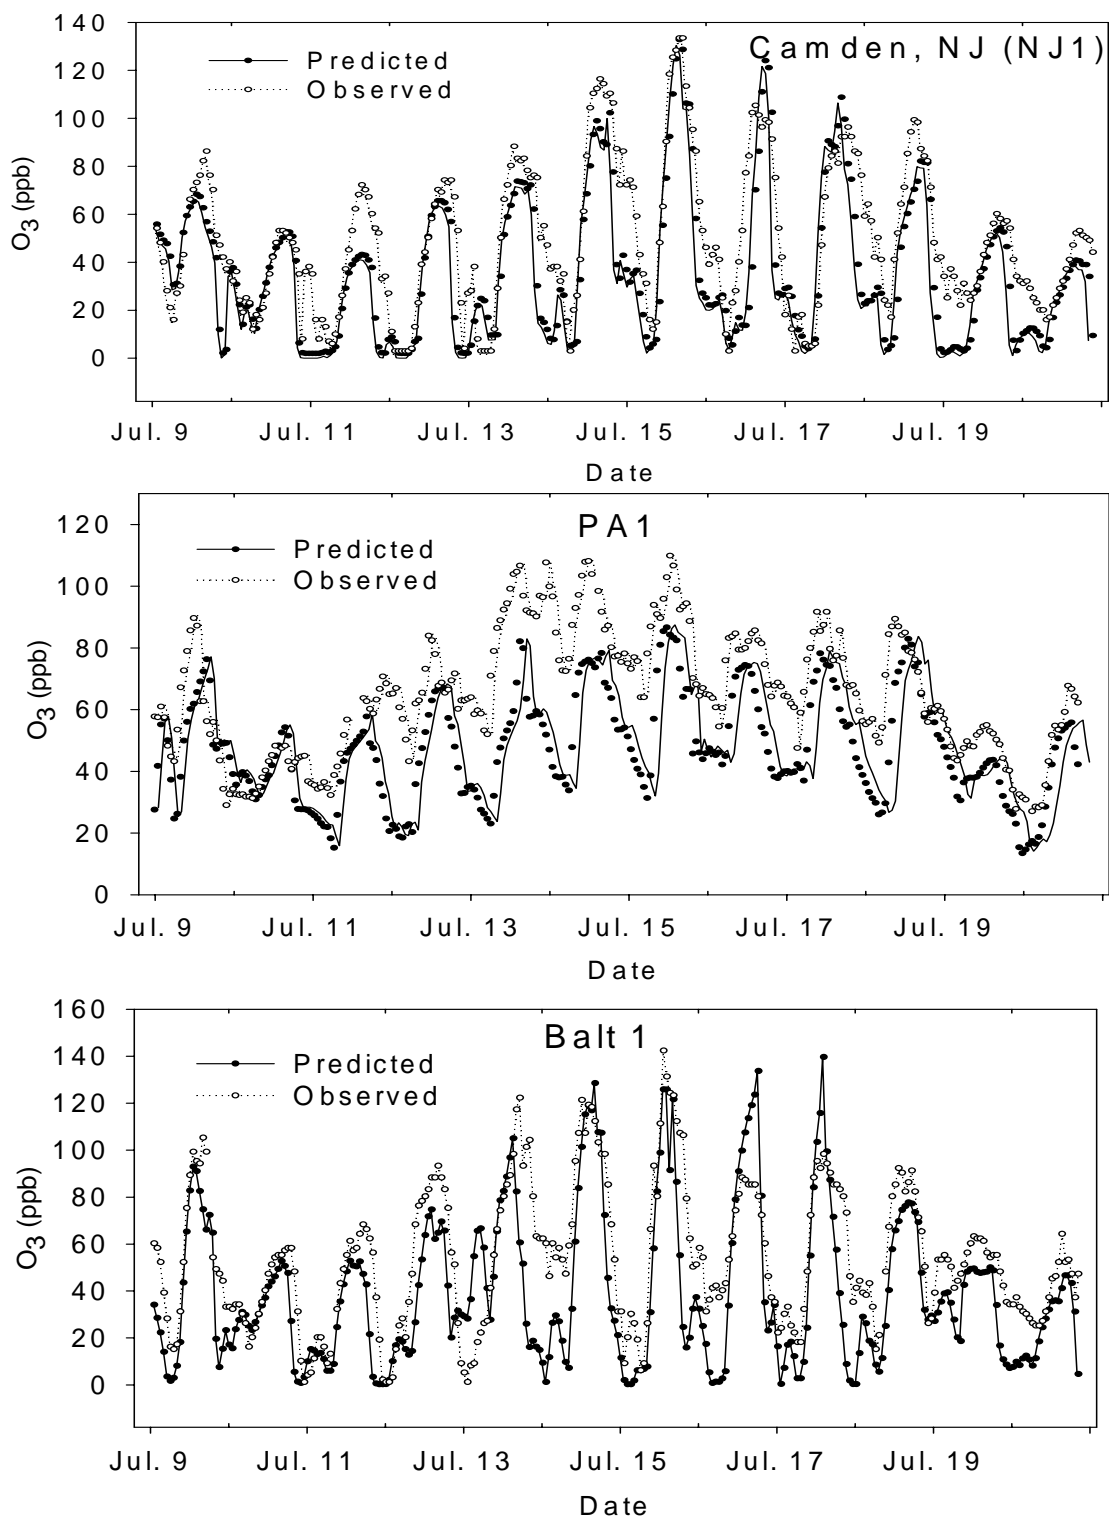 140
120
100
80
60
40
20
0
O3 (ppb)
Camden, NJ (NJ1)
Predicted
Observed
Jul. 9 Jul. 11 Jul. 13 Jul. 15 Jul. 17 Jul. 19
Date
120
100
80
60
40
20
0
O3 (ppb)
PA1
Predicted
Observed
Jul. 9 Jul. 11 Jul. 13 Jul. 15 Jul. 17 Jul. 19
Date
160
140
120
100
80
60
40
20
0
O3 (ppb)
Balt 1
Predicted
Observed
Jul. 9 Jul. 11 Jul. 13 Jul. 15 Jul. 17 Jul. 19
Date